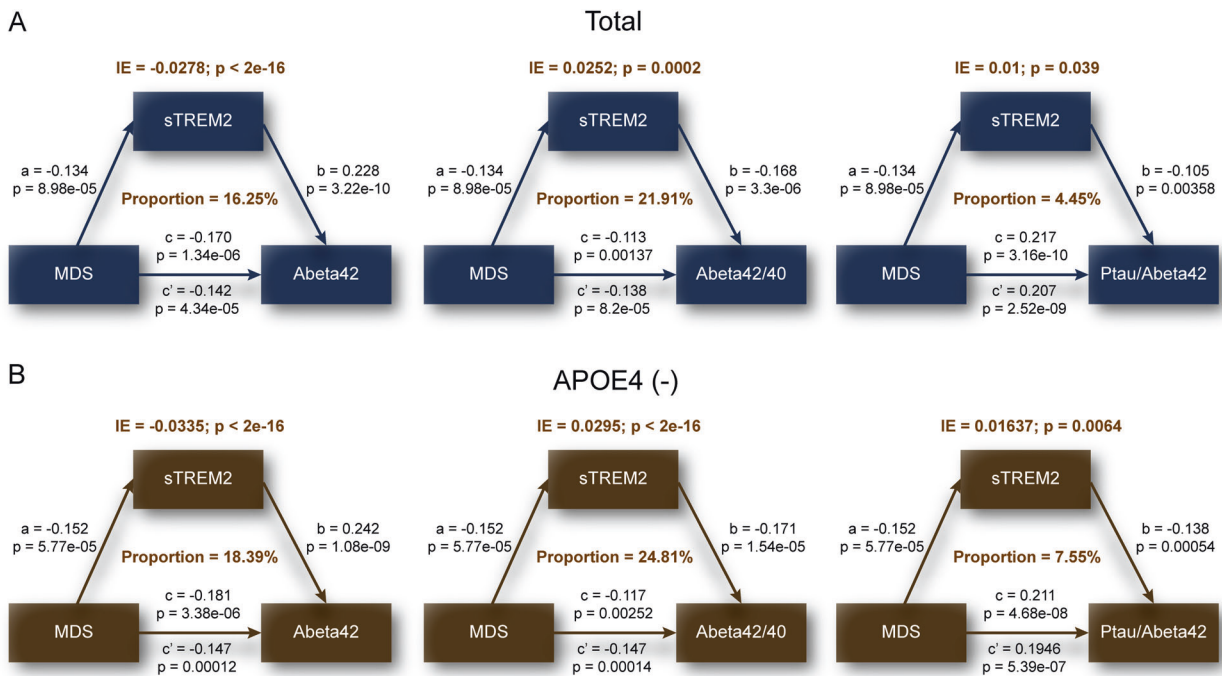 A
Total
IE = -0.0278; p < 2e-16
sTREM2
a = -0.134
p = 8.98e-05
b = 0.228
p = 3.22e-10
Proportion = 16.25%
c = -0.170
p = 1.34e-06
MDS
Abeta42
c' = -0.142
p = 4.34e-05
IE = 0.0252; p = 0.0002
sTREM2
a = -0.134
p = 8.98e-05
b = -0.168
p = 3.3e-06
Proportion = 21.91%
c = -0.113
p = 0.00137
MDS
Abeta42/40
c' = -0.138
p = 8.2e-05
IE = 0.01; p = 0.039
sTREM2
a = -0.134
p = 8.98e-05
b = -0.105
p = 0.00358
Proportion = 4.45%
c = 0.217
p = 3.16e-10
MDS
Ptau/Abeta42
c' = 0.207
p = 2.52e-09
B
APOE4 (-)
IE = -0.0335; p < 2e-16
sTREM2
a = -0.152
p = 5.77e-05
b = 0.242
p = 1.08e-09
Proportion = 18.39%
c = -0.181
p = 3.38e-06
MDS
Abeta42
c' = -0.147
p = 0.00012
IE = 0.0295; p < 2e-16
sTREM2
a = -0.152
p = 5.77e-05
b = -0.171
p = 1.54e-05
Proportion = 24.81%
c = -0.117
p = 0.00252
MDS
Abeta42/40
c' = -0.147
p = 0.00014
IE = 0.01637; p = 0.0064
sTREM2
a = -0.152
p = 5.77e-05
b = -0.138
p = 0.00054
Proportion = 7.55%
c = 0.211
p = 4.68e-08
MDS
Ptau/Abeta42
c' = 0.1946
p = 5.39e-07